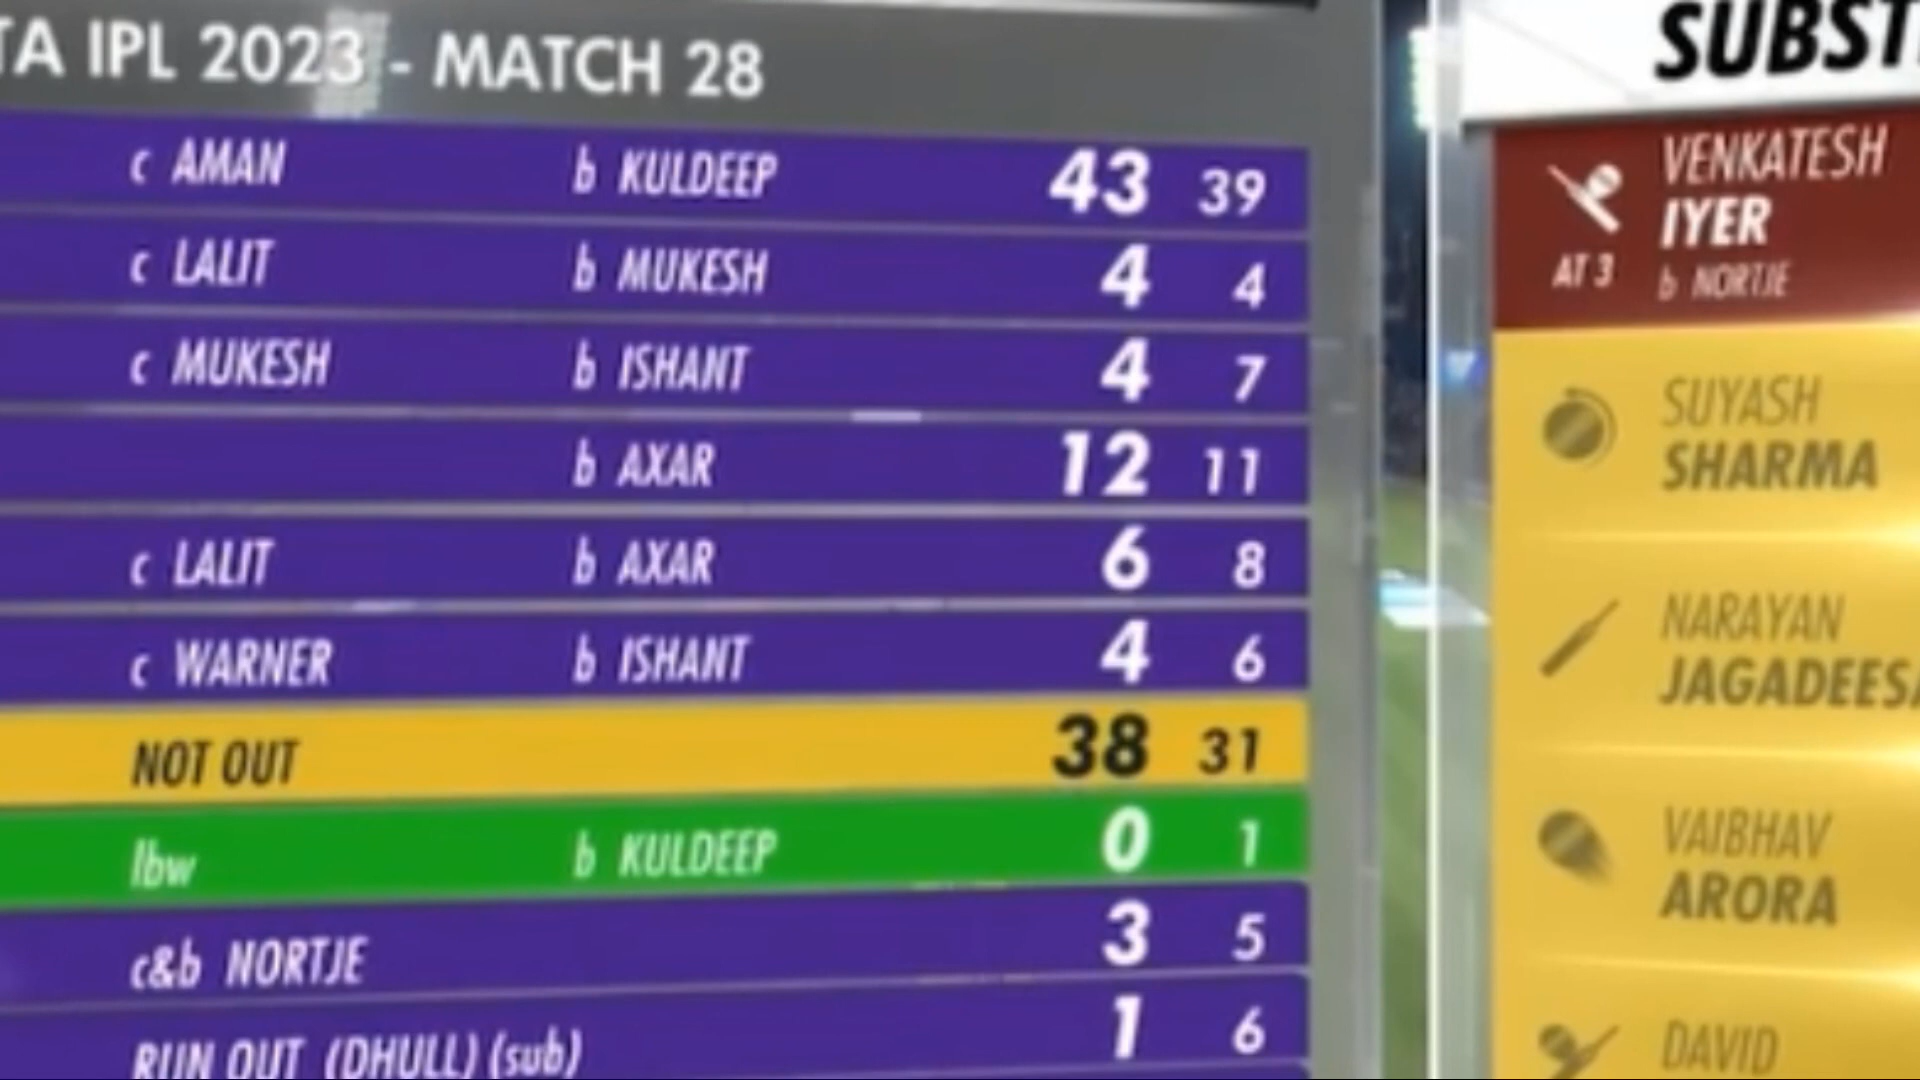 TA IPL 2023 - MATCH 28
c AMAN b KULDEEP 43 39
c LALIT b MUKESH 4 4
c MUKESH b ISHANT 4 7
b AXAR 12 11
c LALIT b AXAR 6 8
c WARNER b ISHANT 4 6
NOT OUT 38 31
lbw b KULDEEP 0 1
c&b NORTJE 3 5
RUN OUT (DHULL) (sub) 1 6
SUBST
VENKATESH
IYER
AT 3 b NORTJE
SUYASH
SHARMA
NARAYAN
JAGADEES
VAIBHAV
ARORA
DAVID